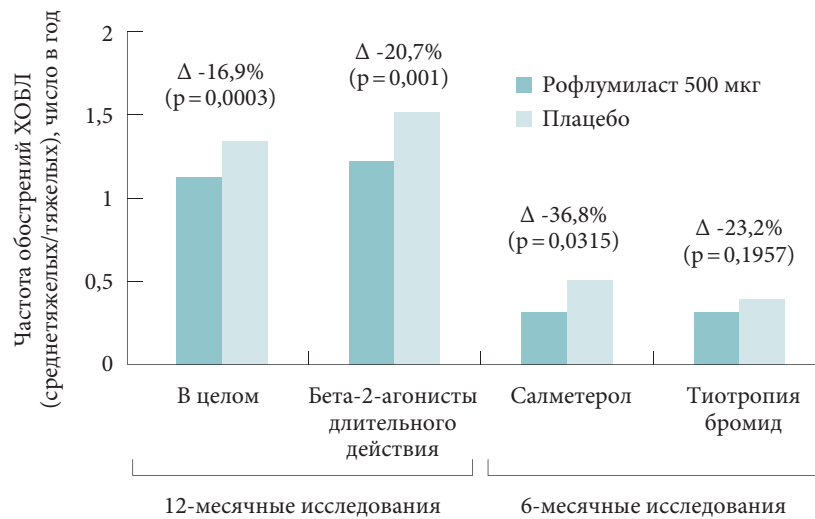 Частота обострений ХОБЛ
(среднетяжелых/тяжелых), число в год
2
1,5
1
0,5
0
Δ -16,9%
(p=0,0003)
Δ -20,7%
(p=0,001)
Δ -36,8%
(p=0,0315)
Δ -23,2%
(p=0,1957)
Рофлумиласт 500 мкг
Плацебо
В целом
Бета-2-агонисты
длительного
действия
Салметерол
Тиотропия
бромид
12-месячные исследования
6-месячные исследования